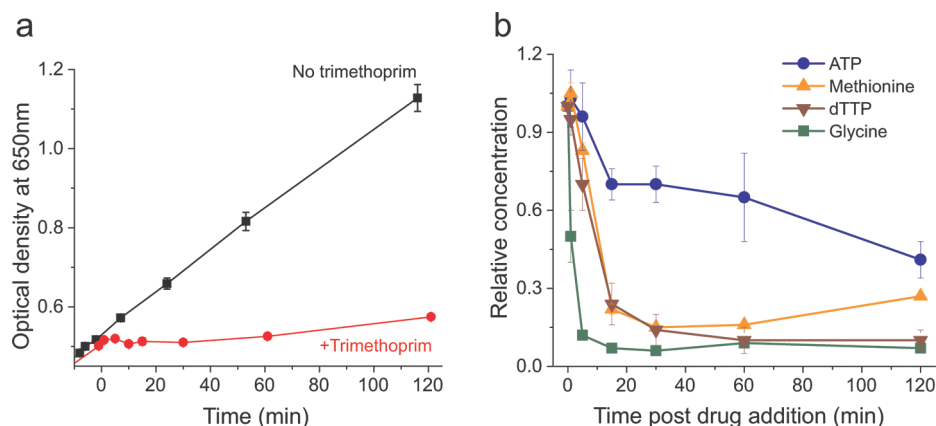 a
Optical density at 650nm
1.2
1.0
0.8
0.6
No trimethoprim
+Trimethoprim
0 20 40 60 80 100 120
Time (min)
b
Relative concentration
1.2
0.9
0.6
0.3
0.0
ATP
Methionine
dTTP
Glycine
0 20 40 60 80 100 120
Time post drug addition (min)